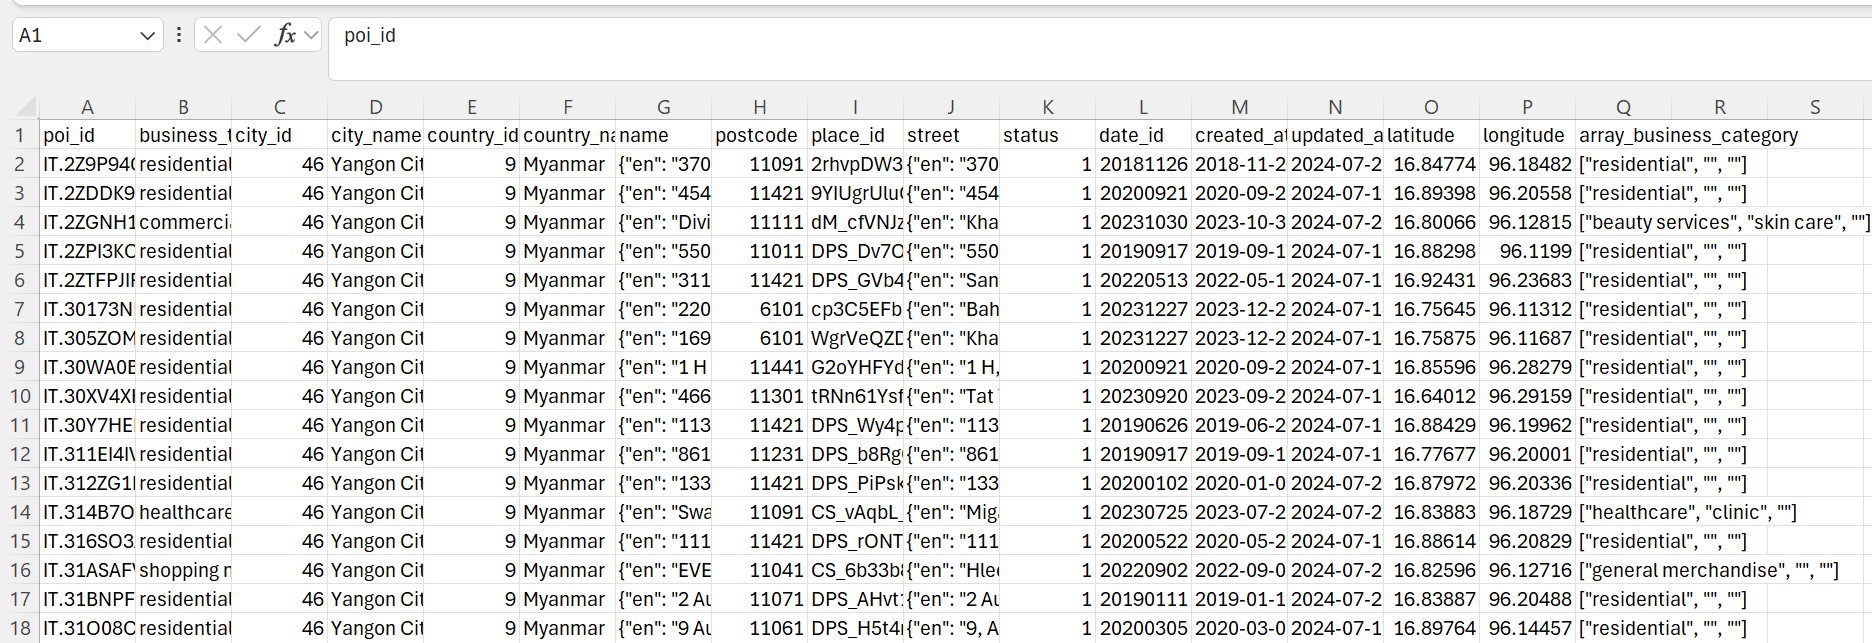 A1 fx poi_id
A B C D E F G H I J K L M N O P Q R S
1 poi_id business_t city_id city_name country_id country_na name postcode place_id street status date_id created_at updated_a latitude longitude array_business_category
2 IT.2Z9P94 residential 46 Yangon Cit 9 Myanmar {"en": "370 11091 2rhvpDW3 {"en": "370 1 20181126 2018-11-2 2024-07-2 16.84774 96.18482 ["residential", "", ""]
3 IT.2ZDDK9 residential 46 Yangon Cit 9 Myanmar {"en": "454 11421 {"en": "454 1 20200921 2020-09-2 2024-07-1 16.89398 96.20558 ["residential", "", ""]
4 IT.2ZGNH1 commerci 46 Yangon Cit 9 Myanmar {"en": "Divi 11111 dM_cfVNJz {"en": "Kha 1 20231030 2023-10-3 2024-07-2 16.80066 96.12815 ["beauty services", "skin care", ""]
5 IT.2ZPI3KC residential 46 Yangon Cit 9 Myanmar {"en": "550 11011 DPS_Dv7C {"en": "550 1 20190917 2019-09-1 2024-07-1 16.88298 96.1199 ["residential", "", ""]
6 IT.2ZTFPJI residential 46 Yangon Cit 9 Myanmar {"en": "311 11421 DPS_GVb4 {"en": "San 1 20220513 2022-05-1 2024-07-1 16.92431 96.23683 ["residential", "", ""]
7 IT.30173N residential 46 Yangon Cit 9 Myanmar {"en": "220 6101 cp3C5EFb {"en": "Bah 1 20231227 2023-12-2 2024-07-1 16.75645 96.11312 ["residential", "", ""]
8 IT.305ZOM residential 46 Yangon Cit 9 Myanmar {"en": "169 6101 WgrVeQZD {"en": "Kha 1 20231227 2023-12-2 2024-07-1 16.75875 96.11687 ["residential", "", ""]
9 IT.30WA0E residential 46 Yangon Cit 9 Myanmar {"en": "1 H 11441 G2oYHFYd {"en": "1 H, 1 20200921 2020-09-2 2024-07-1 16.85596 96.28279 ["residential", "", ""]
10 IT.30XV4X residential 46 Yangon Cit 9 Myanmar {"en": "466 11301 tRNn61Ysf {"en": "Tat 1 20230920 2023-09-2 2024-07-1 16.64012 96.29159 ["residential", "", ""]
11 IT.30Y7HE residential 46 Yangon Cit 9 Myanmar {"en": "113 11421 DPS_Wy4p {"en": "113 1 20190626 2019-06-2 2024-07-1 16.88429 96.19962 ["residential", "", ""]
12 IT.311EI4I residential 46 Yangon Cit 9 Myanmar {"en": "861 11231 DPS_b8Rg {"en": "861 1 20190917 2019-09-1 2024-07-1 16.77677 96.20001 ["residential", "", ""]
13 IT.312ZG1 residential 46 Yangon Cit 9 Myanmar {"en": "133 11421 DPS_PiPsk {"en": "133 1 20200102 2020-01-0 2024-07-2 16.87972 96.20336 ["residential", "", ""]
14 IT.314B7O healthcare 46 Yangon Cit 9 Myanmar {"en": "Swa 11091 CS_vAqbL_ {"en": "Mig 1 20230725 2023-07-2 2024-07-1 16.83883 96.18729 ["healthcare", "clinic", ""]
15 IT.316SO3 residential 46 Yangon Cit 9 Myanmar {"en": "111 11421 DPS_rONT {"en": "111 1 20200522 2020-05-2 2024-07-1 16.88614 96.20829 ["residential", "", ""]
16 IT.31ASAF shopping 46 Yangon Cit 9 Myanmar {"en": "EVE 11041 CS_6b33b {"en": "Hle 1 20220902 2022-09-0 2024-07-1 16.82596 96.12716 ["general merchandise", "", ""]
17 IT.31BNPF residential 46 Yangon Cit 9 Myanmar {"en": "2 Au 11071 DPS_AHvt {"en": "2 Au 1 20190111 2019-01-1 2024-07-2 16.83887 96.20488 ["residential", "", ""]
18 IT.31O08C residential 46 Yangon Cit 9 Myanmar {"en": "9 Au 11061 DPS_H5t4 {"en": "9, A 1 20200305 2020-03-0 2024-07-1 16.89764 96.14457 ["residential", "", ""]